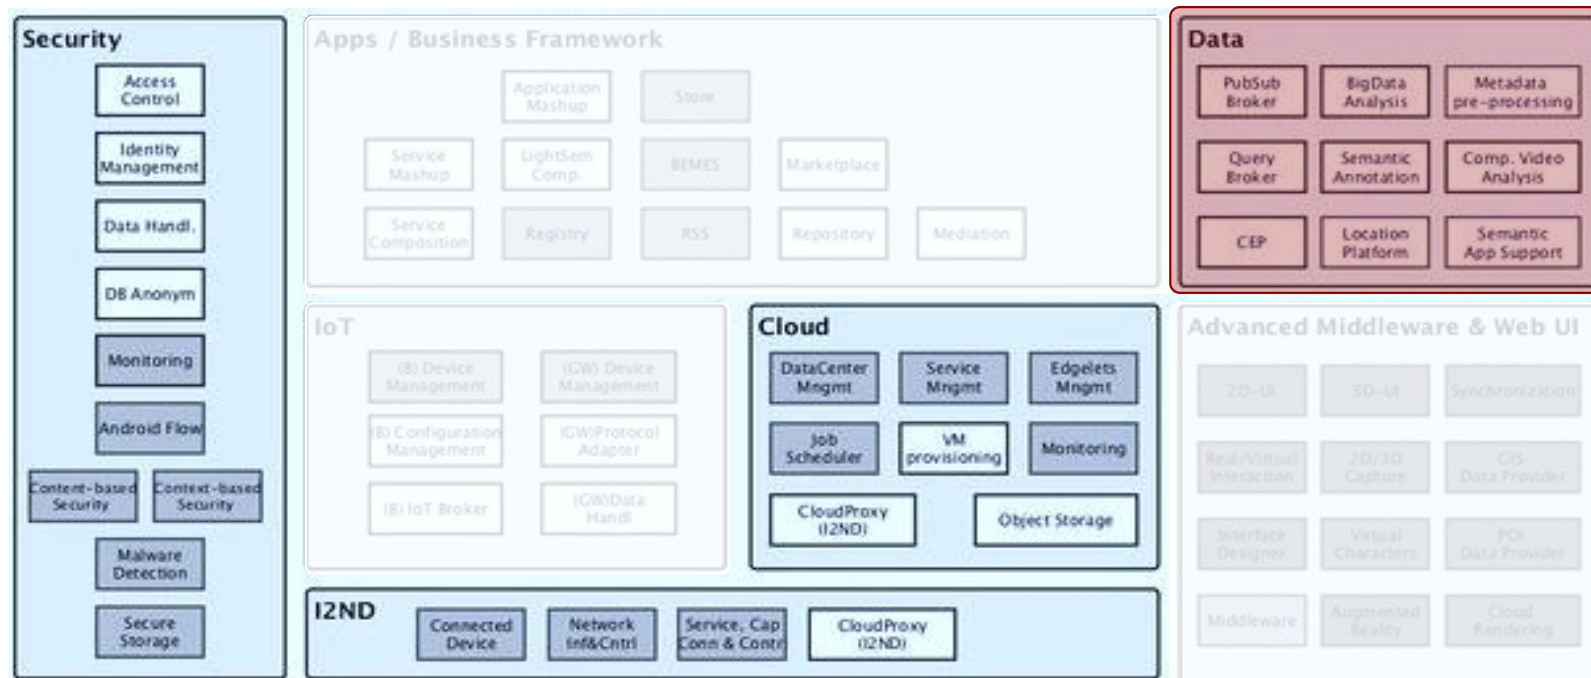 Security
Access
Control
Identity
Management
Data Handl.
DB Anonym
Monitoring
Android Flow
Content-based
Security
Context-based
Security
Malware
Detection
Secure
Storage
Apps / Business Framework
Application
Mashup
Store
Service
Mashup
LightSem
Comp.
BEMES
Marketplace
Service
Composition
Registry
RSS
Repository
Mediation
Data
PubSub
Broker
BigData
Analysis
Metadata
pre-processing
Query
Broker
Semantic
Annotation
Comp. Video
Analysis
CEP
Location
Platform
Semantic
App Support
IoT
(B) Device
Management
(GW) Device
Management
(B) Configuration
Management
(GW)Protocol
Adapter
(B) IoT Broker
(GW)Data
Handl
Cloud
DataCenter
Mngmt
Service
Mngmt
Edgelets
Mngmt
Job
Scheduler
VM
provisioning
Monitoring
CloudProxy
(I2ND)
Object Storage
Advanced Middleware & Web UI
2D-UI
3D-UI
Synchronization
Real/Virtual
Interaction
2D/3D
Capture
GIS
Data Provider
Interface
Designer
Virtual
Characters
POI
Data Provider
Middleware
Augmented
Reality
Cloud
Rendering
I2ND
Connected
Device
Network
Inf&Cntrl
Service, Cap
Conn & Contr
CloudProxy
(I2ND)